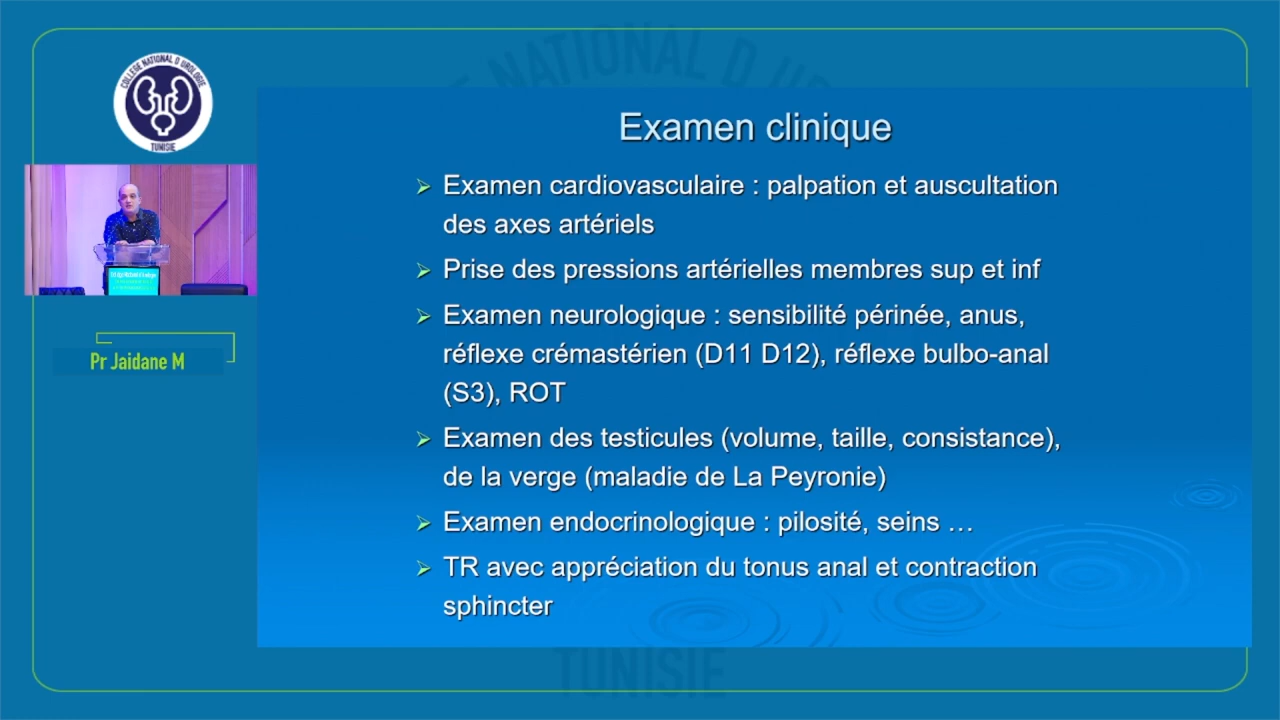 COLLEGE NATIONAL D UROLOGIE
TUNISIE
NATIONAL D
Examen clinique
Examen cardiovasculaire : palpation et auscultation
des axes artériels
Prise des pressions artérielles membres sup et inf
Examen neurologique : sensibilité périnée, anus,
réflexe crémastérien (D11 D12), réflexe bulbo-anal
(S3), ROT
Examen des testicules (volume, taille, consistance),
de la verge (maladie de La Peyronie)
Examen endocrinologique : pilosité, seins …
TR avec appréciation du tonus anal et contraction
sphincter
Pr Jaidane M
TUNISIE